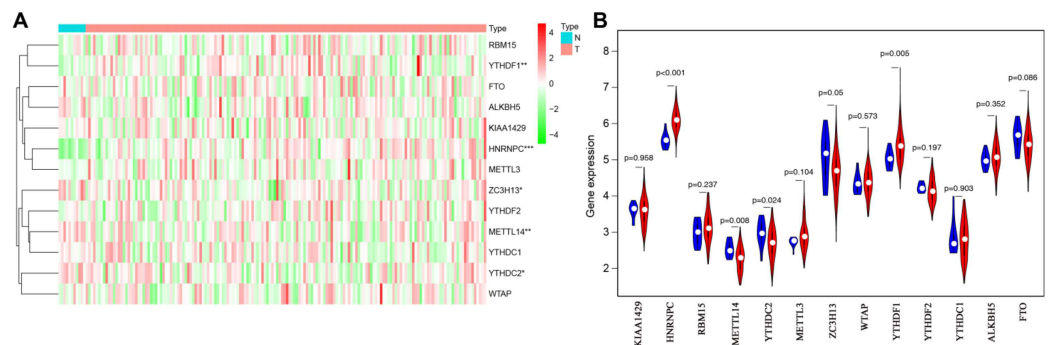 A
Type
RBM15
YTHDF1**
FTO
ALKBH5
KIAA1429
HNRNPC***
METTL3
ZC3H13*
YTHDF2
METTL14**
YTHDC1
YTHDC2*
WTAP
4
2
0
-2
-4
Type
N
T
B
Gene expression
8
7
6
5
4
3
2
p=0.958
p<0.001
p=0.237
p=0.008
p=0.024
p=0.104
p=0.05
p=0.573
p=0.005
p=0.197
p=0.903
p=0.352
p=0.086
KIAA1429
HNRNPC
RBM15
METTL14
YTHDC2
METTL3
ZC3H13
WTAP
YTHDF1
YTHDF2
YTHDC1
ALKBH5
FTO